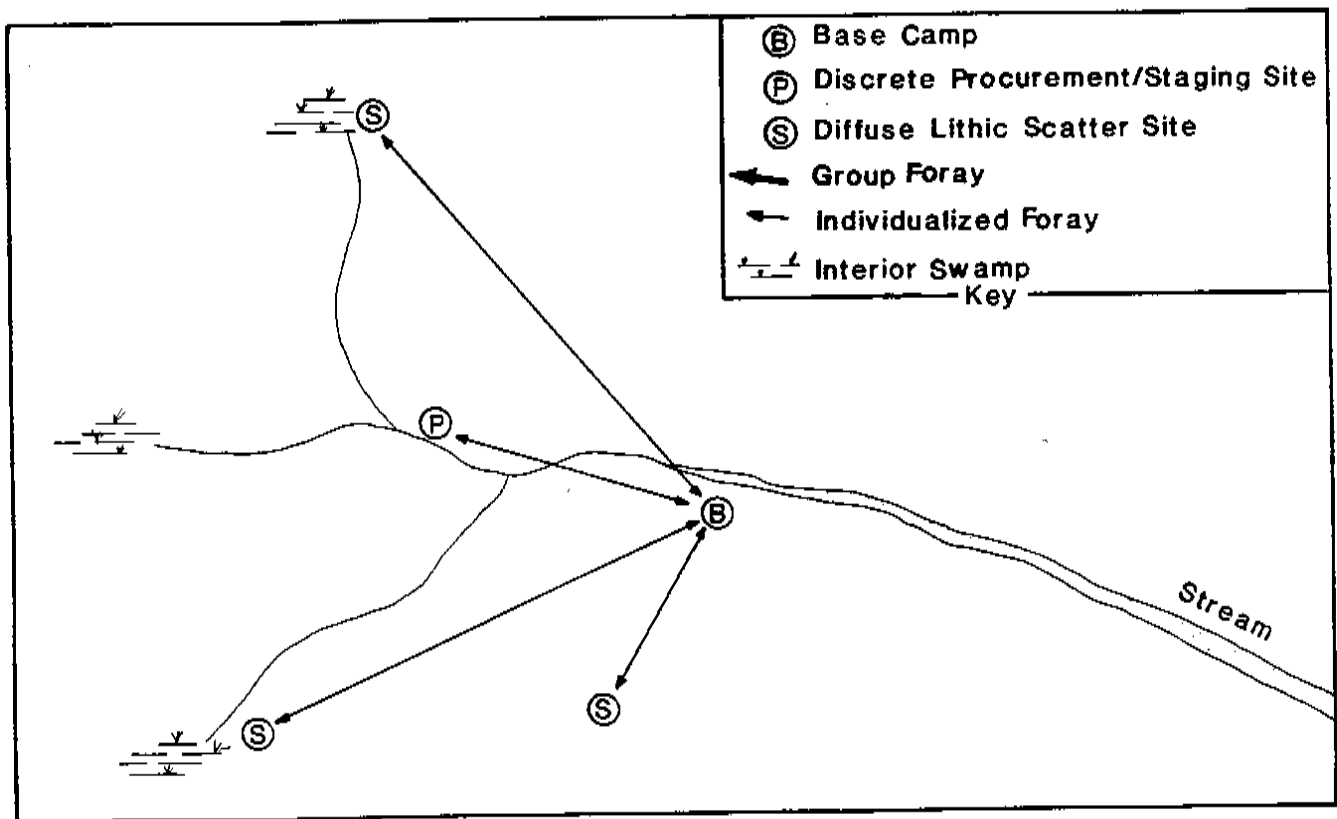 B Base Camp
P Discrete Procurement/Staging Site
S Diffuse Lithic Scatter Site
Group Foray
Individualized Foray
Interior Swamp
Key
S
P
B
Stream
S
S